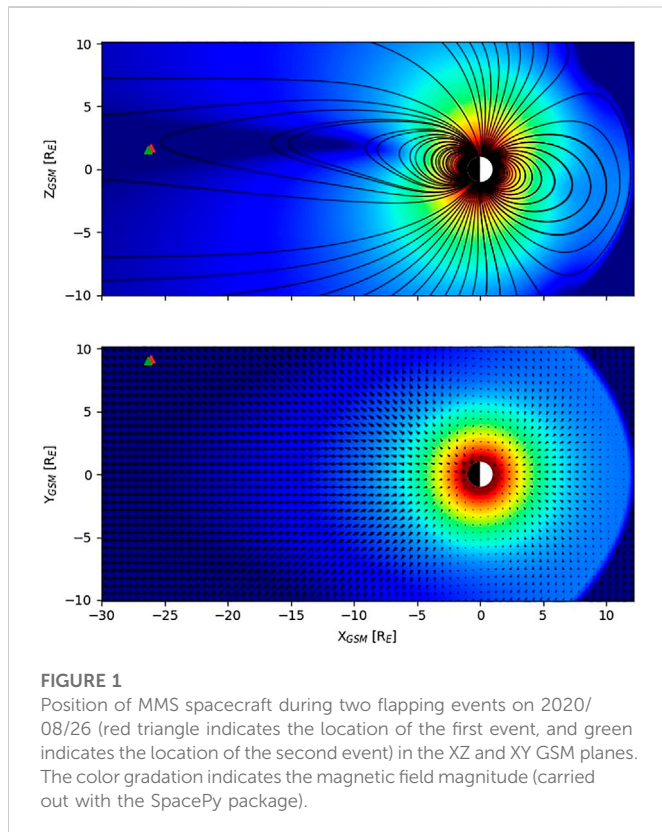 10
5
0
−5
−10
Z_GSM [R_E]
10
5
0
−5
−10
Y_GSM [R_E]
−30 −25 −20 −15 −10 −5 0 5 10
X_GSM [R_E]
FIGURE 1
Position of MMS spacecraft during two flapping events on 2020/
08/26 (red triangle indicates the location of the first event, and green
indicates the location of the second event) in the XZ and XY GSM planes.
The color gradation indicates the magnetic field magnitude (carried
out with the SpacePy package).